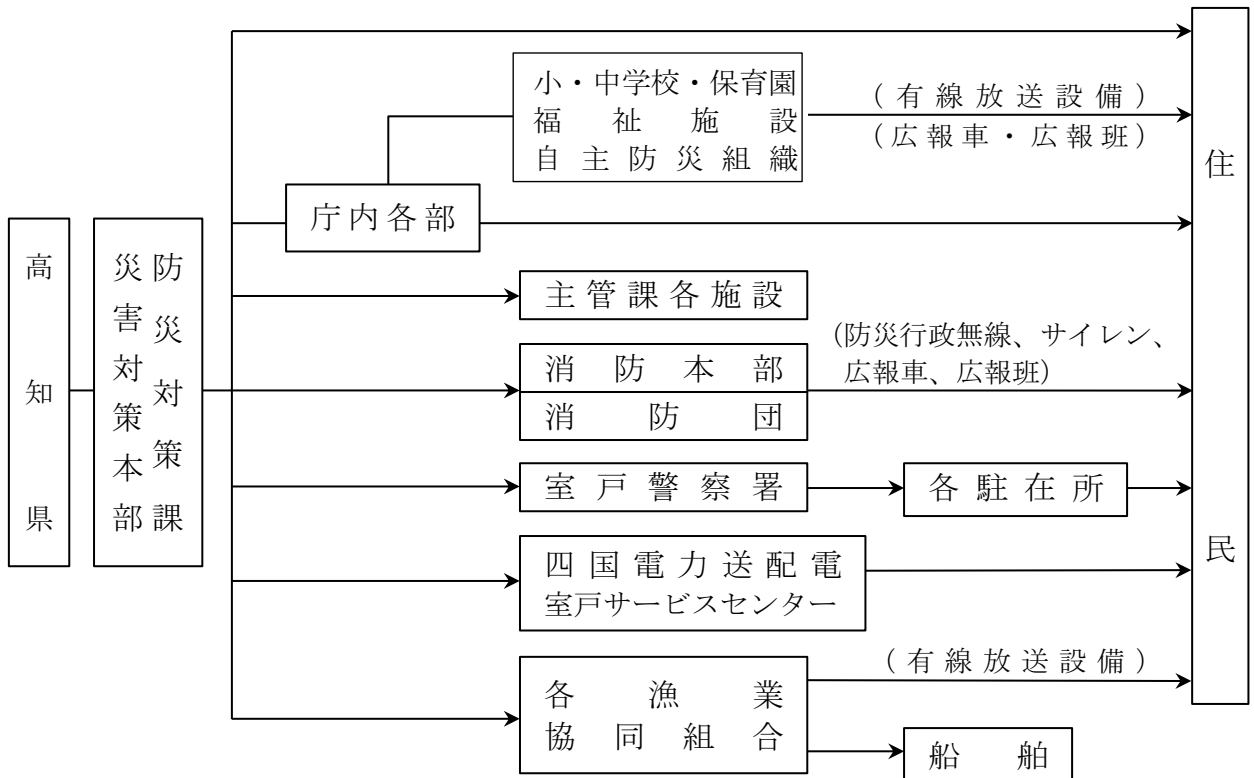 高知県
防災対策課
災害対策本部
小・中学校・保育園
福祉施設
自主防災組織
(有線放送設備)
(広報車・広報班)
庁内各部
主管課各施設
消防本部
消防団
(防災行政無線、サイレン、
広報車、広報班)
室戸警察署
各駐在所
四国電力送配電
室戸サービスセンター
各漁業
協同組合
(有線放送設備)
船舶
住民